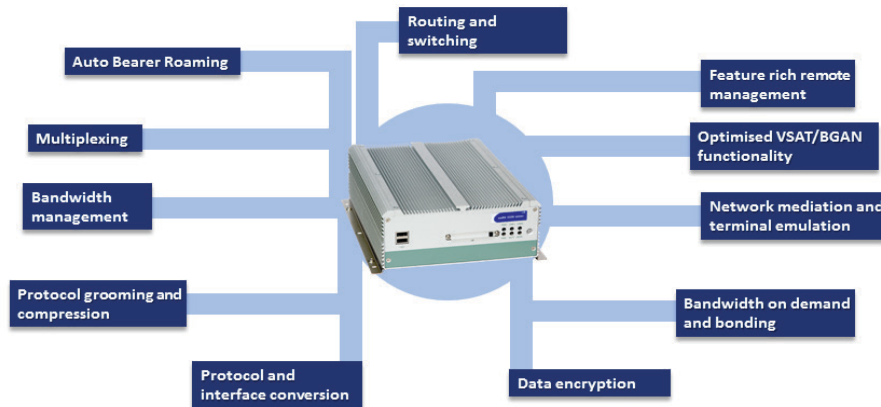 Routing and
switching
Auto Bearer Roaming
Feature rich remote
management
Multiplexing
Optimised VSAT/BGAN
functionality
Bandwidth
management
Network mediation and
terminal emulation
Protocol grooming and
compression
Bandwidth on demand
and bonding
Protocol and
interface conversion
Data encryption